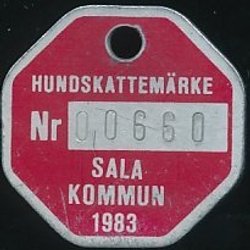 HUNDSKATTEMÄRKE
Nr 00660
SALA
KOMMUN
1983